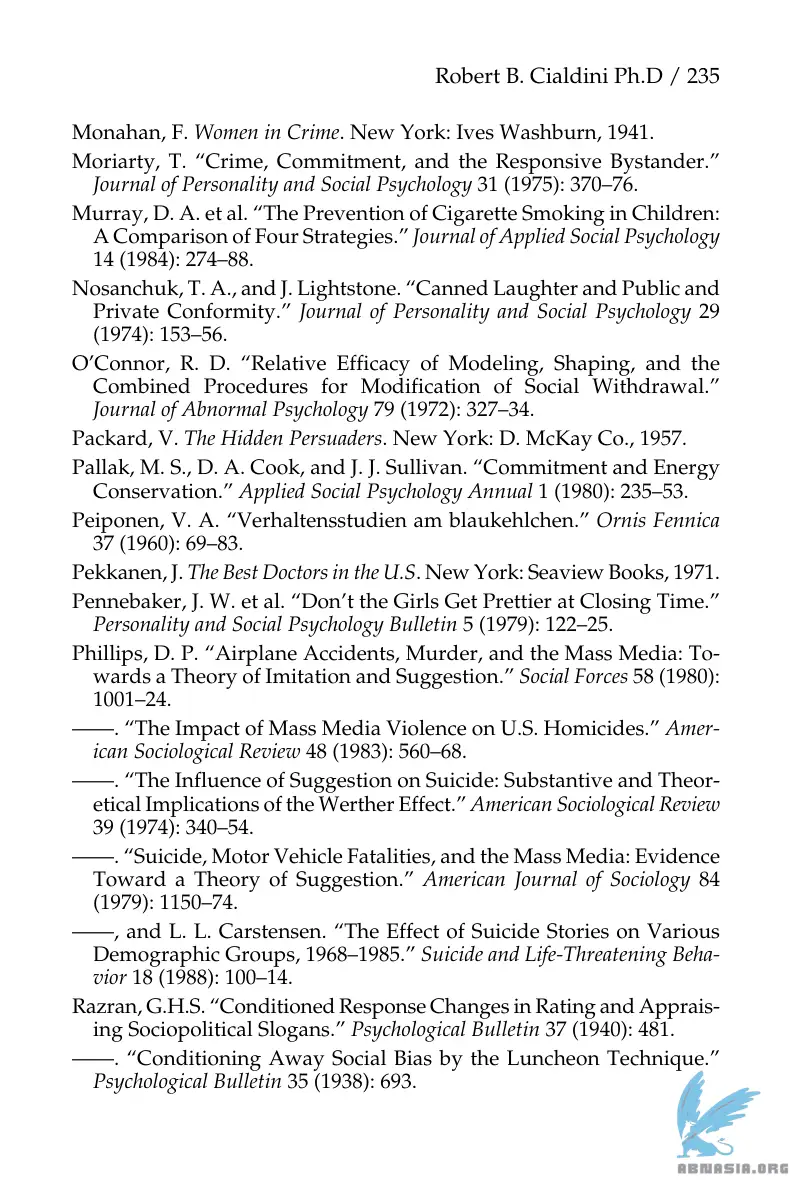 Robert B. Cialdini Ph.D / 235
Monahan, F. Women in Crime. New York: Ives Washburn, 1941.
Moriarty, T. “Crime, Commitment, and the Responsive Bystander.”
Journal of Personality and Social Psychology 31 (1975): 370–76.
Murray, D. A. et al. “The Prevention of Cigarette Smoking in Children:
A Comparison of Four Strategies.” Journal of Applied Social Psychology
14 (1984): 274–88.
Nosanchuk, T. A., and J. Lightstone. “Canned Laughter and Public and
Private Conformity.” Journal of Personality and Social Psychology 29
(1974): 153–56.
O’Connor, R. D. “Relative Efficacy of Modeling, Shaping, and the
Combined Procedures for Modification of Social Withdrawal.”
Journal of Abnormal Psychology 79 (1972): 327–34.
Packard, V. The Hidden Persuaders. New York: D. McKay Co., 1957.
Pallak, M. S., D. A. Cook, and J. J. Sullivan. “Commitment and Energy
Conservation.” Applied Social Psychology Annual 1 (1980): 235–53.
Peiponen, V. A. “Verhaltensstudien am blaukehlchen.” Ornis Fennica
37 (1960): 69–83.
Pekkanen, J. The Best Doctors in the U.S. New York: Seaview Books, 1971.
Pennebaker, J. W. et al. “Don’t the Girls Get Prettier at Closing Time.”
Personality and Social Psychology Bulletin 5 (1979): 122–25.
Phillips, D. P. “Airplane Accidents, Murder, and the Mass Media: To-
wards a Theory of Imitation and Suggestion.” Social Forces 58 (1980):
1001–24.
——. “The Impact of Mass Media Violence on U.S. Homicides.” Amer-
ican Sociological Review 48 (1983): 560–68.
——. “The Influence of Suggestion on Suicide: Substantive and Theor-
etical Implications of the Werther Effect.” American Sociological Review
39 (1974): 340–54.
——. “Suicide, Motor Vehicle Fatalities, and the Mass Media: Evidence
Toward a Theory of Suggestion.” American Journal of Sociology 84
(1979): 1150–74.
——, and L. L. Carstensen. “The Effect of Suicide Stories on Various
Demographic Groups, 1968–1985.” Suicide and Life-Threatening Beha-
vior 18 (1988): 100–14.
Razran, G.H.S. “Conditioned Response Changes in Rating and Apprais-
ing Sociopolitical Slogans.” Psychological Bulletin 37 (1940): 481.
——. “Conditioning Away Social Bias by the Luncheon Technique.”
Psychological Bulletin 35 (1938): 693.
ABNASIA.ORG